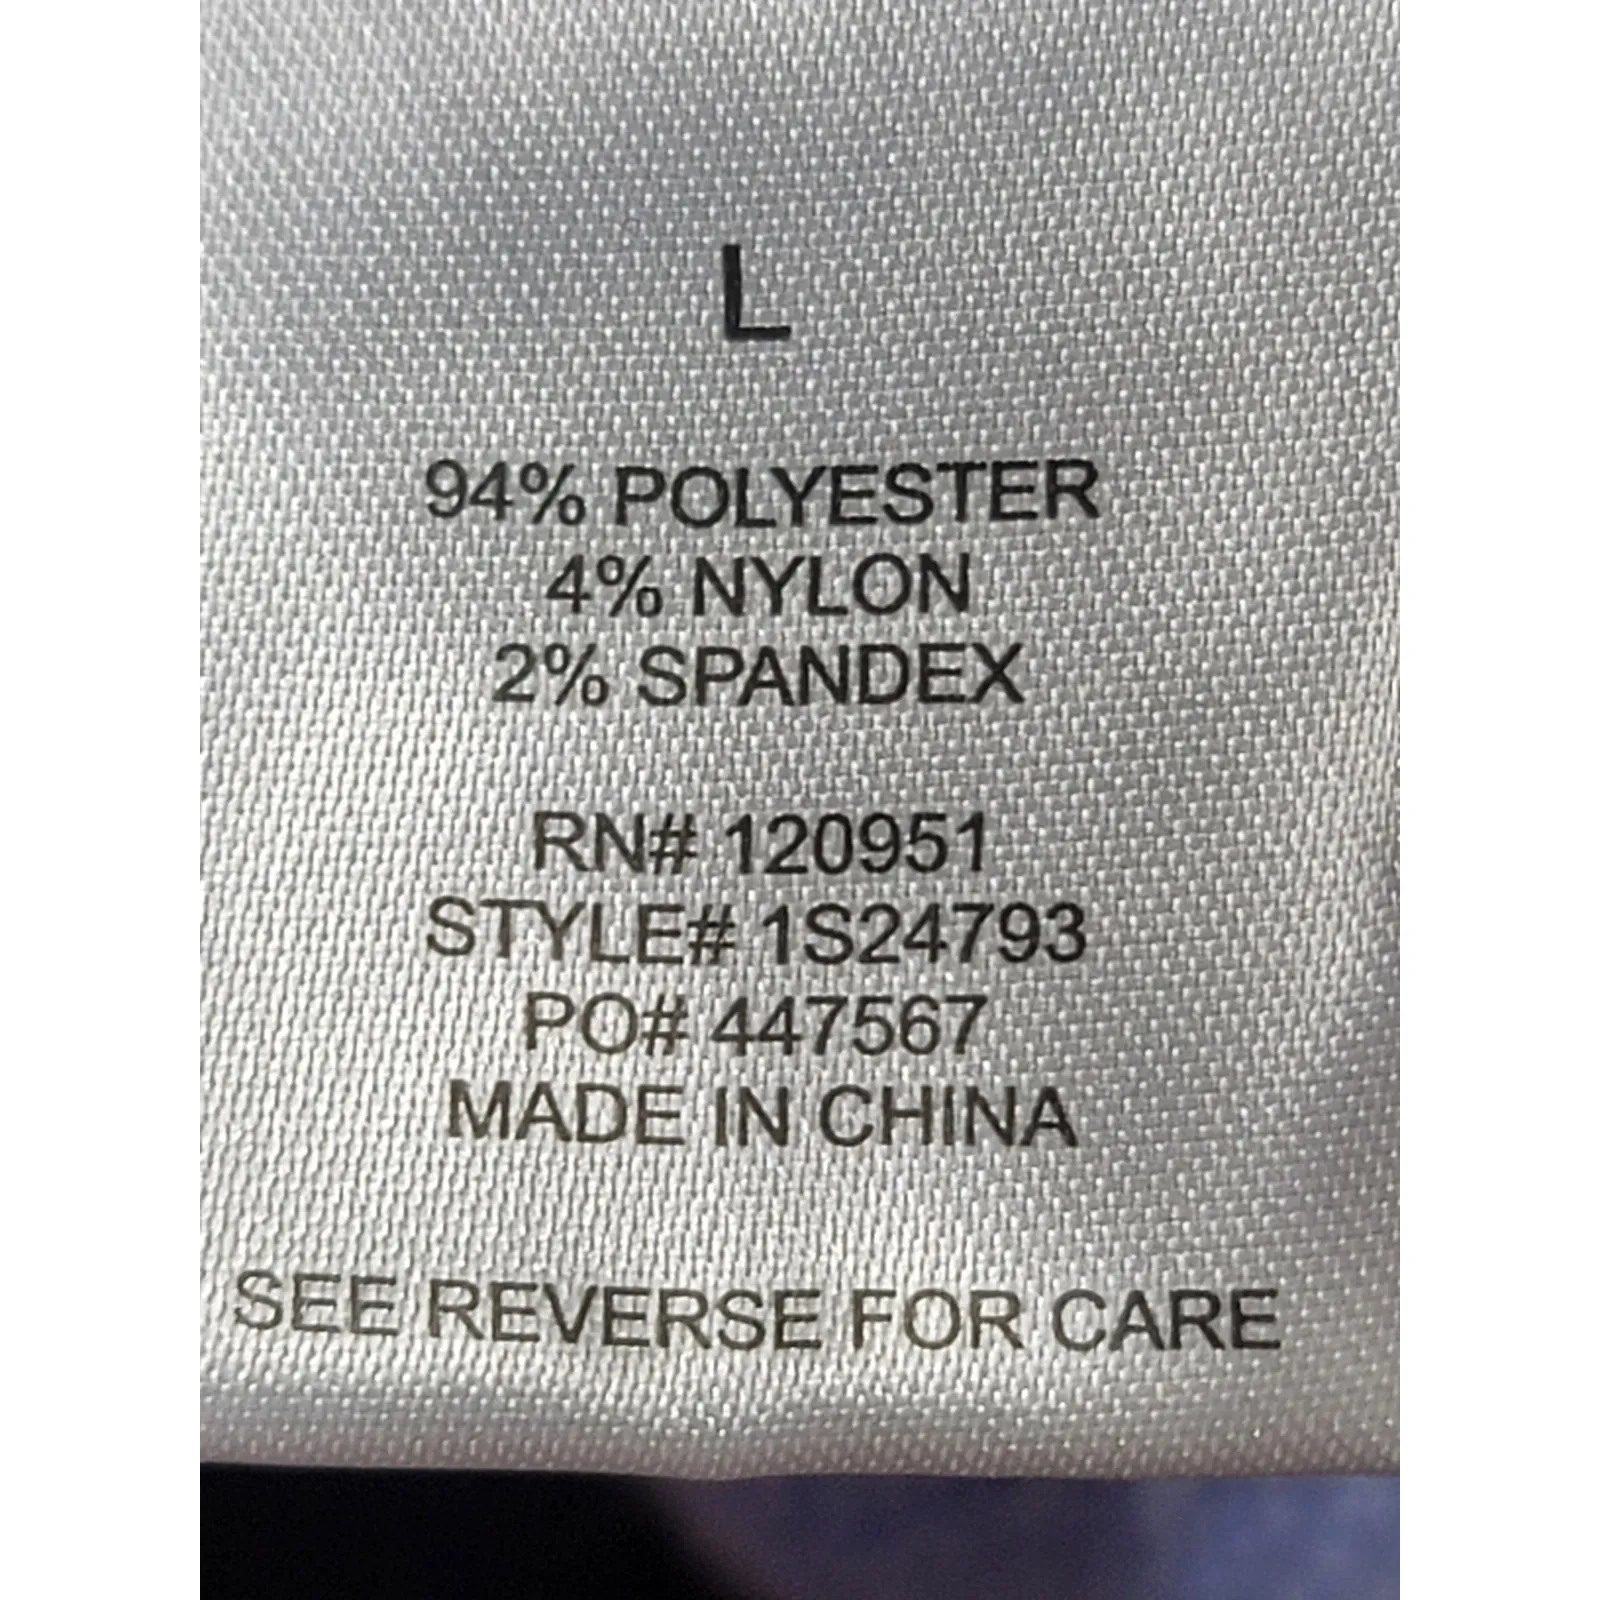 L
94% POLYESTER
4% NYLON
2% SPANDEX
RN# 120951
STYLE# 1S24793
PO# 447567
MADE IN CHINA
SEE REVERSE FOR CARE